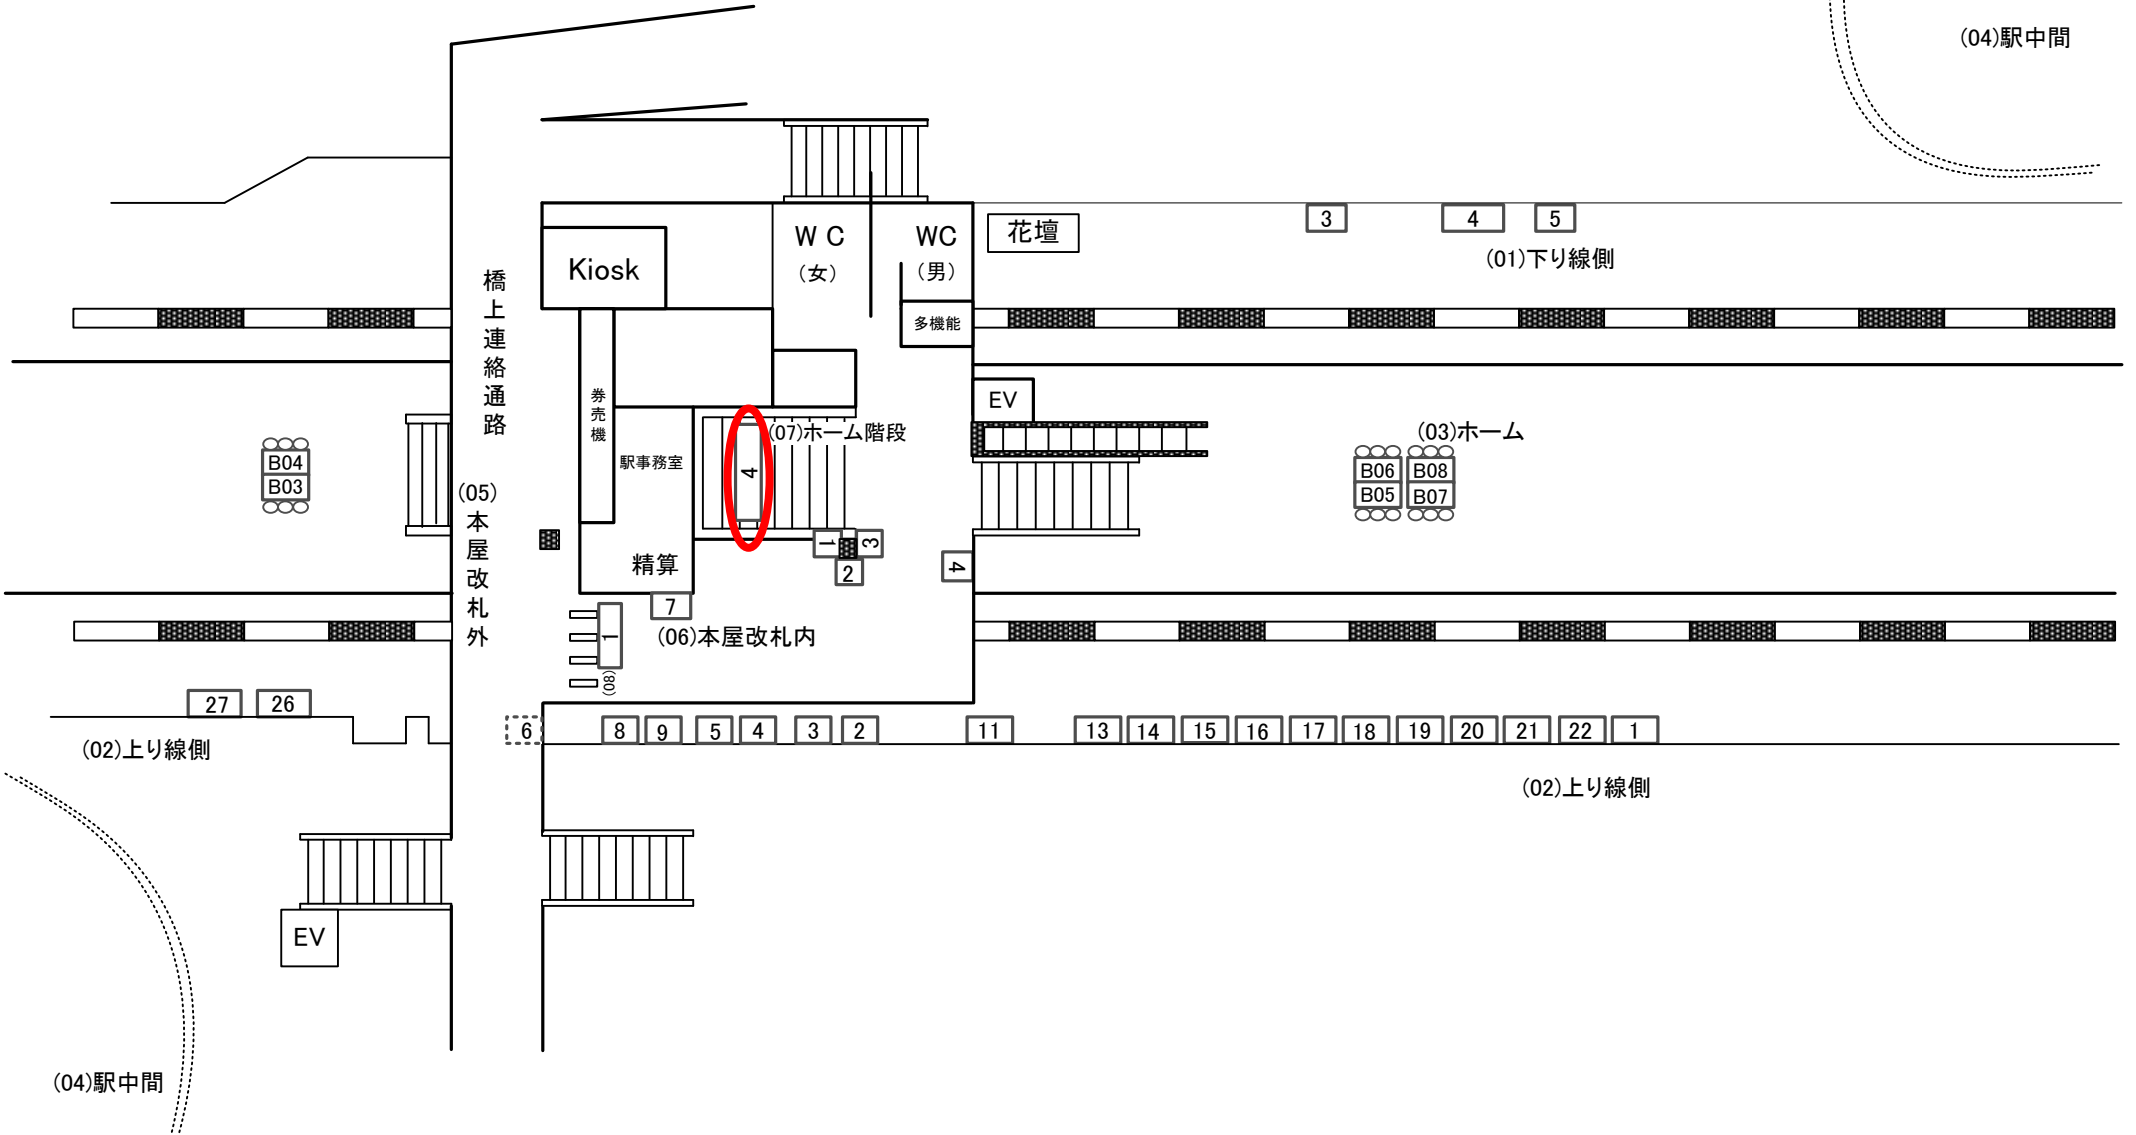 (04)駅中間
3
4
5
(01)下り線側
花壇
WC
(女)
WC
(男)
多機能
Kiosk
橋上連絡通路
券売機
駅事務室
精算
EV
(07)ホーム階段
4
(03)ホーム
B04
B03
B06
B08
B05
B07
(05)本屋改札外
1
3
2
4
7
1
(06)本屋改札内
(08)
27
26
6
8
9
5
4
3
2
11
13
14
15
16
17
18
19
20
21
22
1
(02)上り線側
(02)上り線側
EV
(04)駅中間